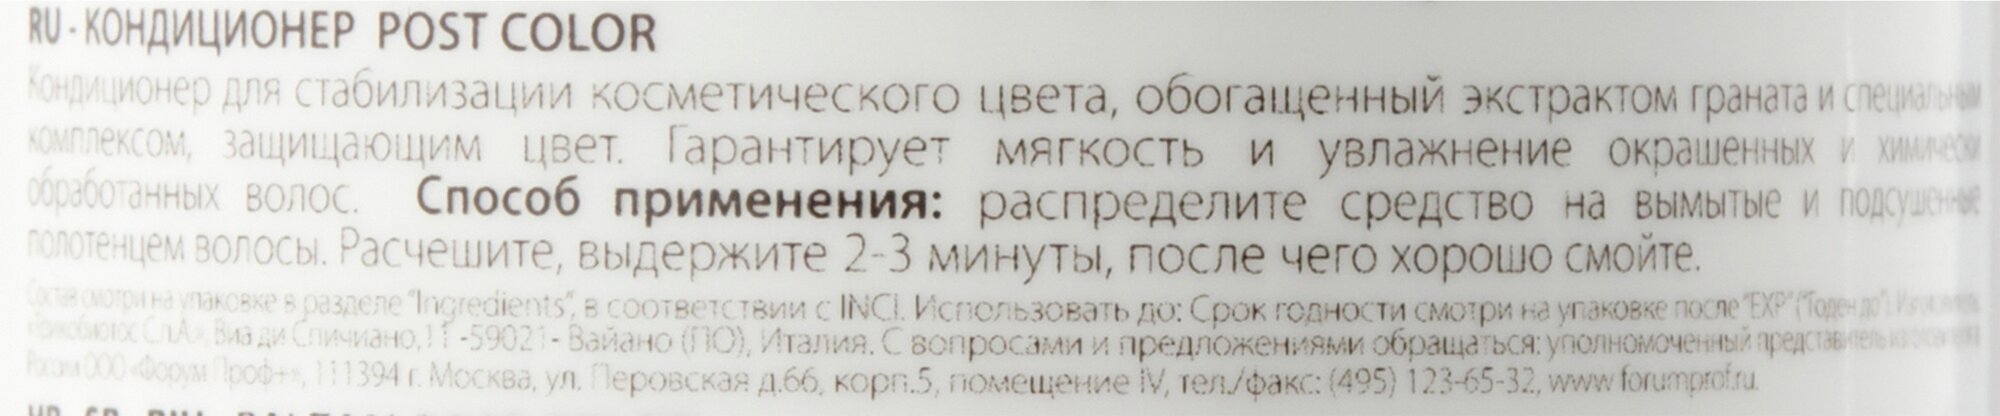 RU - КОНДИЦИОНЕР POST COLOR
Кондиционер для стабилизации косметического цвета, обогащенный экстрактом граната и специальным
комплексом, защищающим цвет. Гарантирует мягкость и увлажнение окрашенных и химически
обработанных волос. Способ применения: распределите средство на вымытые и подсушенные
полотенцем волосы. Расчешите, выдержите 2-3 минуты, после чего хорошо смойте.
Состав смотри на упаковке в разделе "Ingredients", в соответствии с INCI. Использовать до: Срок годности смотри на упаковке после "EXP" ("Годен до"). Изготовитель
«Трикобиотос С.п.А.», Виа ди Спичиано, 11 -59021- Вайано (ПО), Италия. С вопросами и предложениями обращаться: уполномоченный представитель изготовителя
России ООО «Форум Проф+», 111394 г. Москва, ул. Перовская д.66, корп.5, помещение IV, тел./факс: (495) 123-65-32, www forumprof.ru.